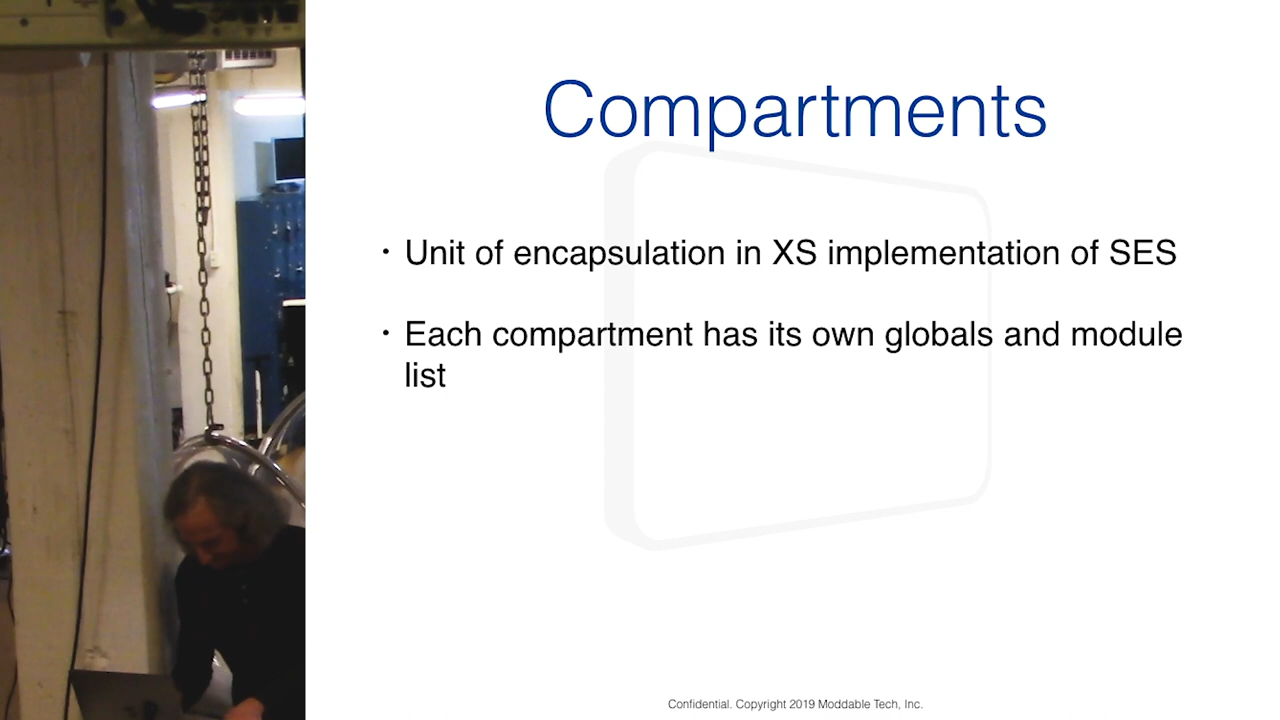 Compartments
• Unit of encapsulation in XS implementation of SES
• Each compartment has its own globals and module
list
Confidential. Copyright 2019 Moddable Tech, Inc.